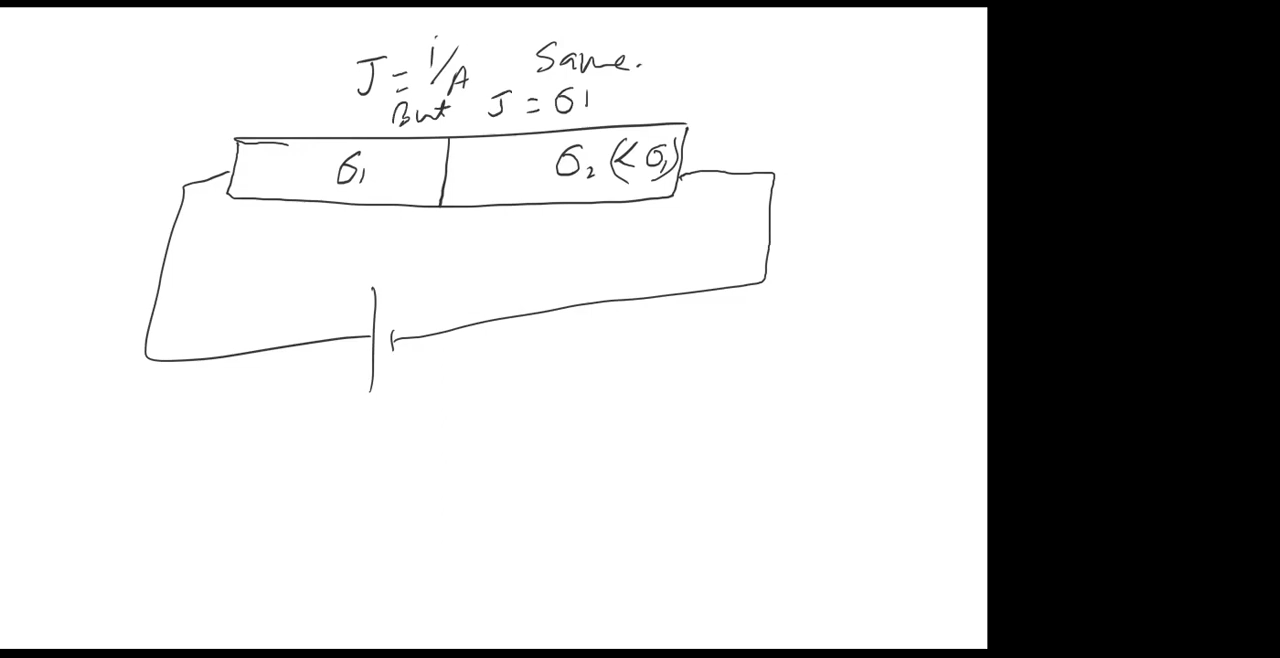 J = i/A Same.
But J = σ1
σ₁ σ₂ (< σ₁)